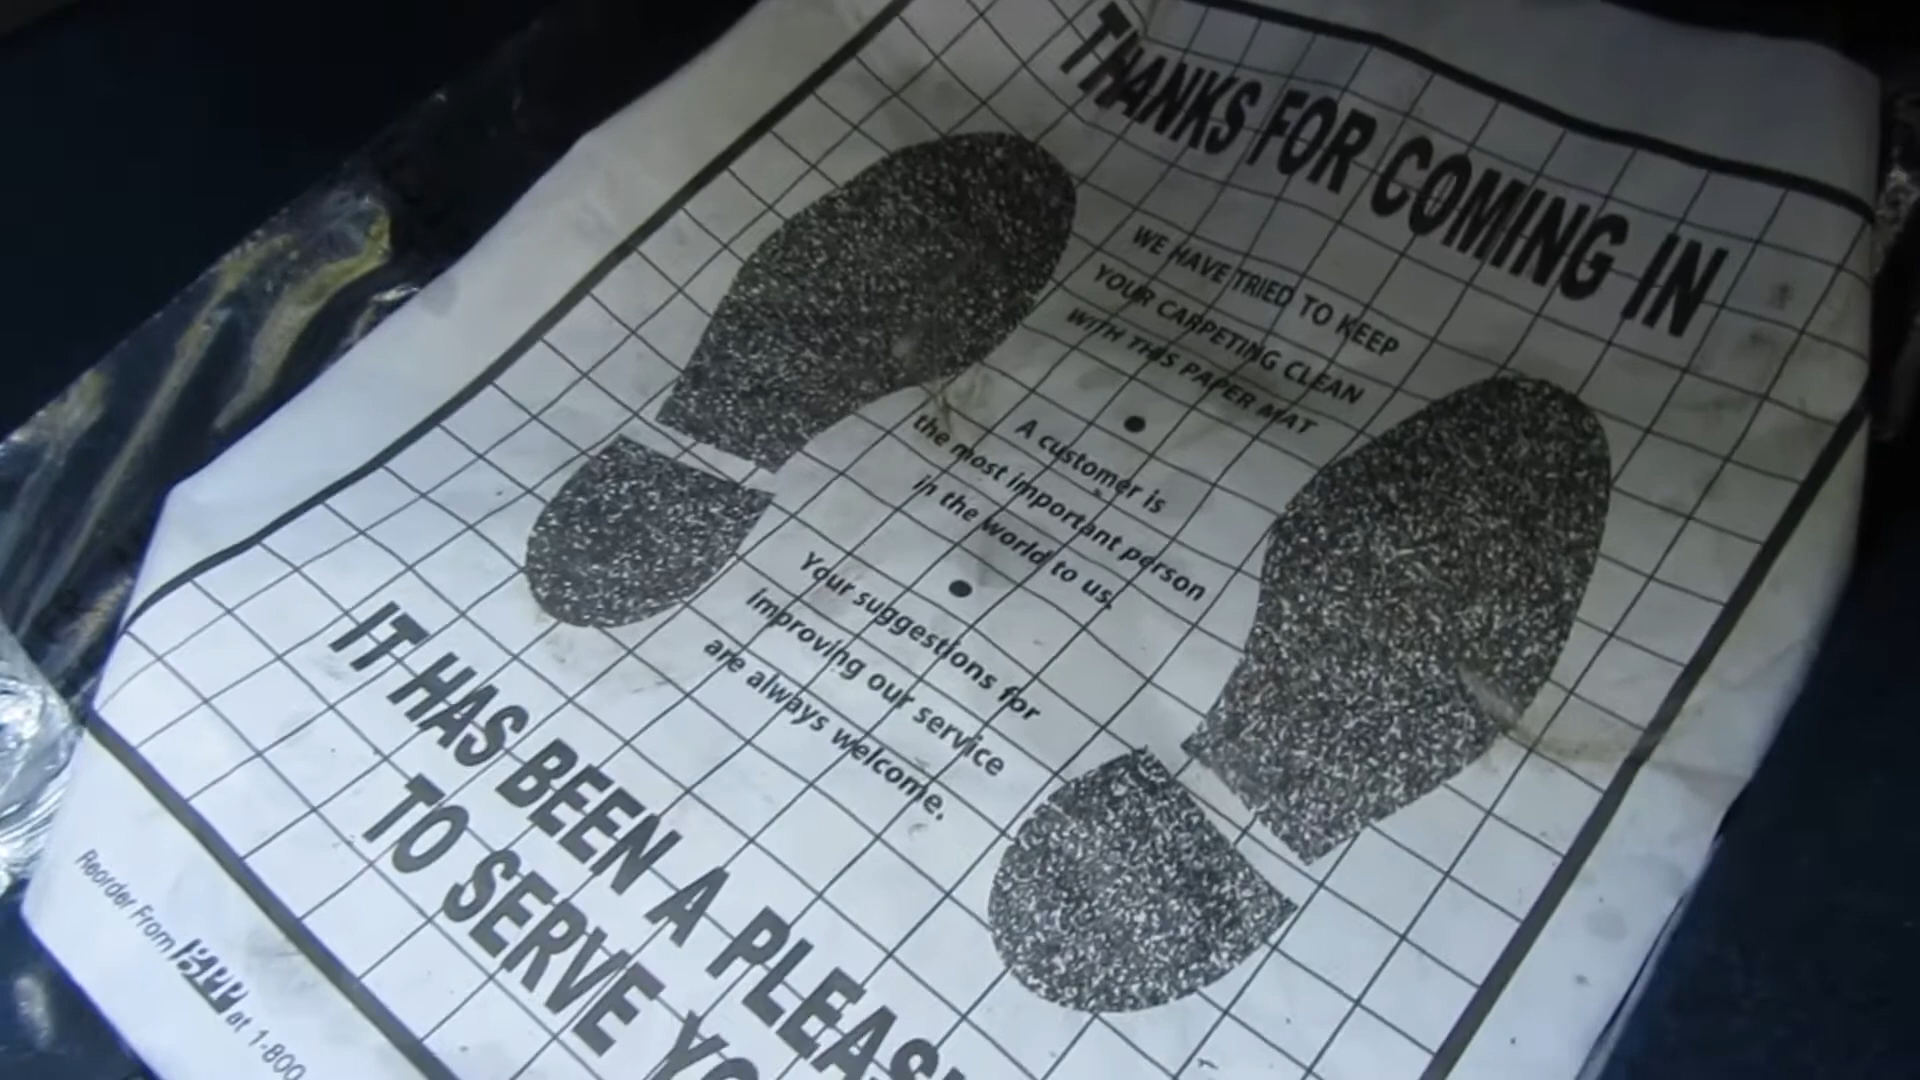 THANKS FOR COMING IN
WE HAVE TRIED TO KEEP
YOUR CARPETING CLEAN
WITH THIS PAPER MAT
A customer is
the most important person
in the world to us.
Your suggestions for
improving our service
are always welcome.
IT HAS BEEN A PLEAS
TO SERVE YO
Reorder From at 1-800